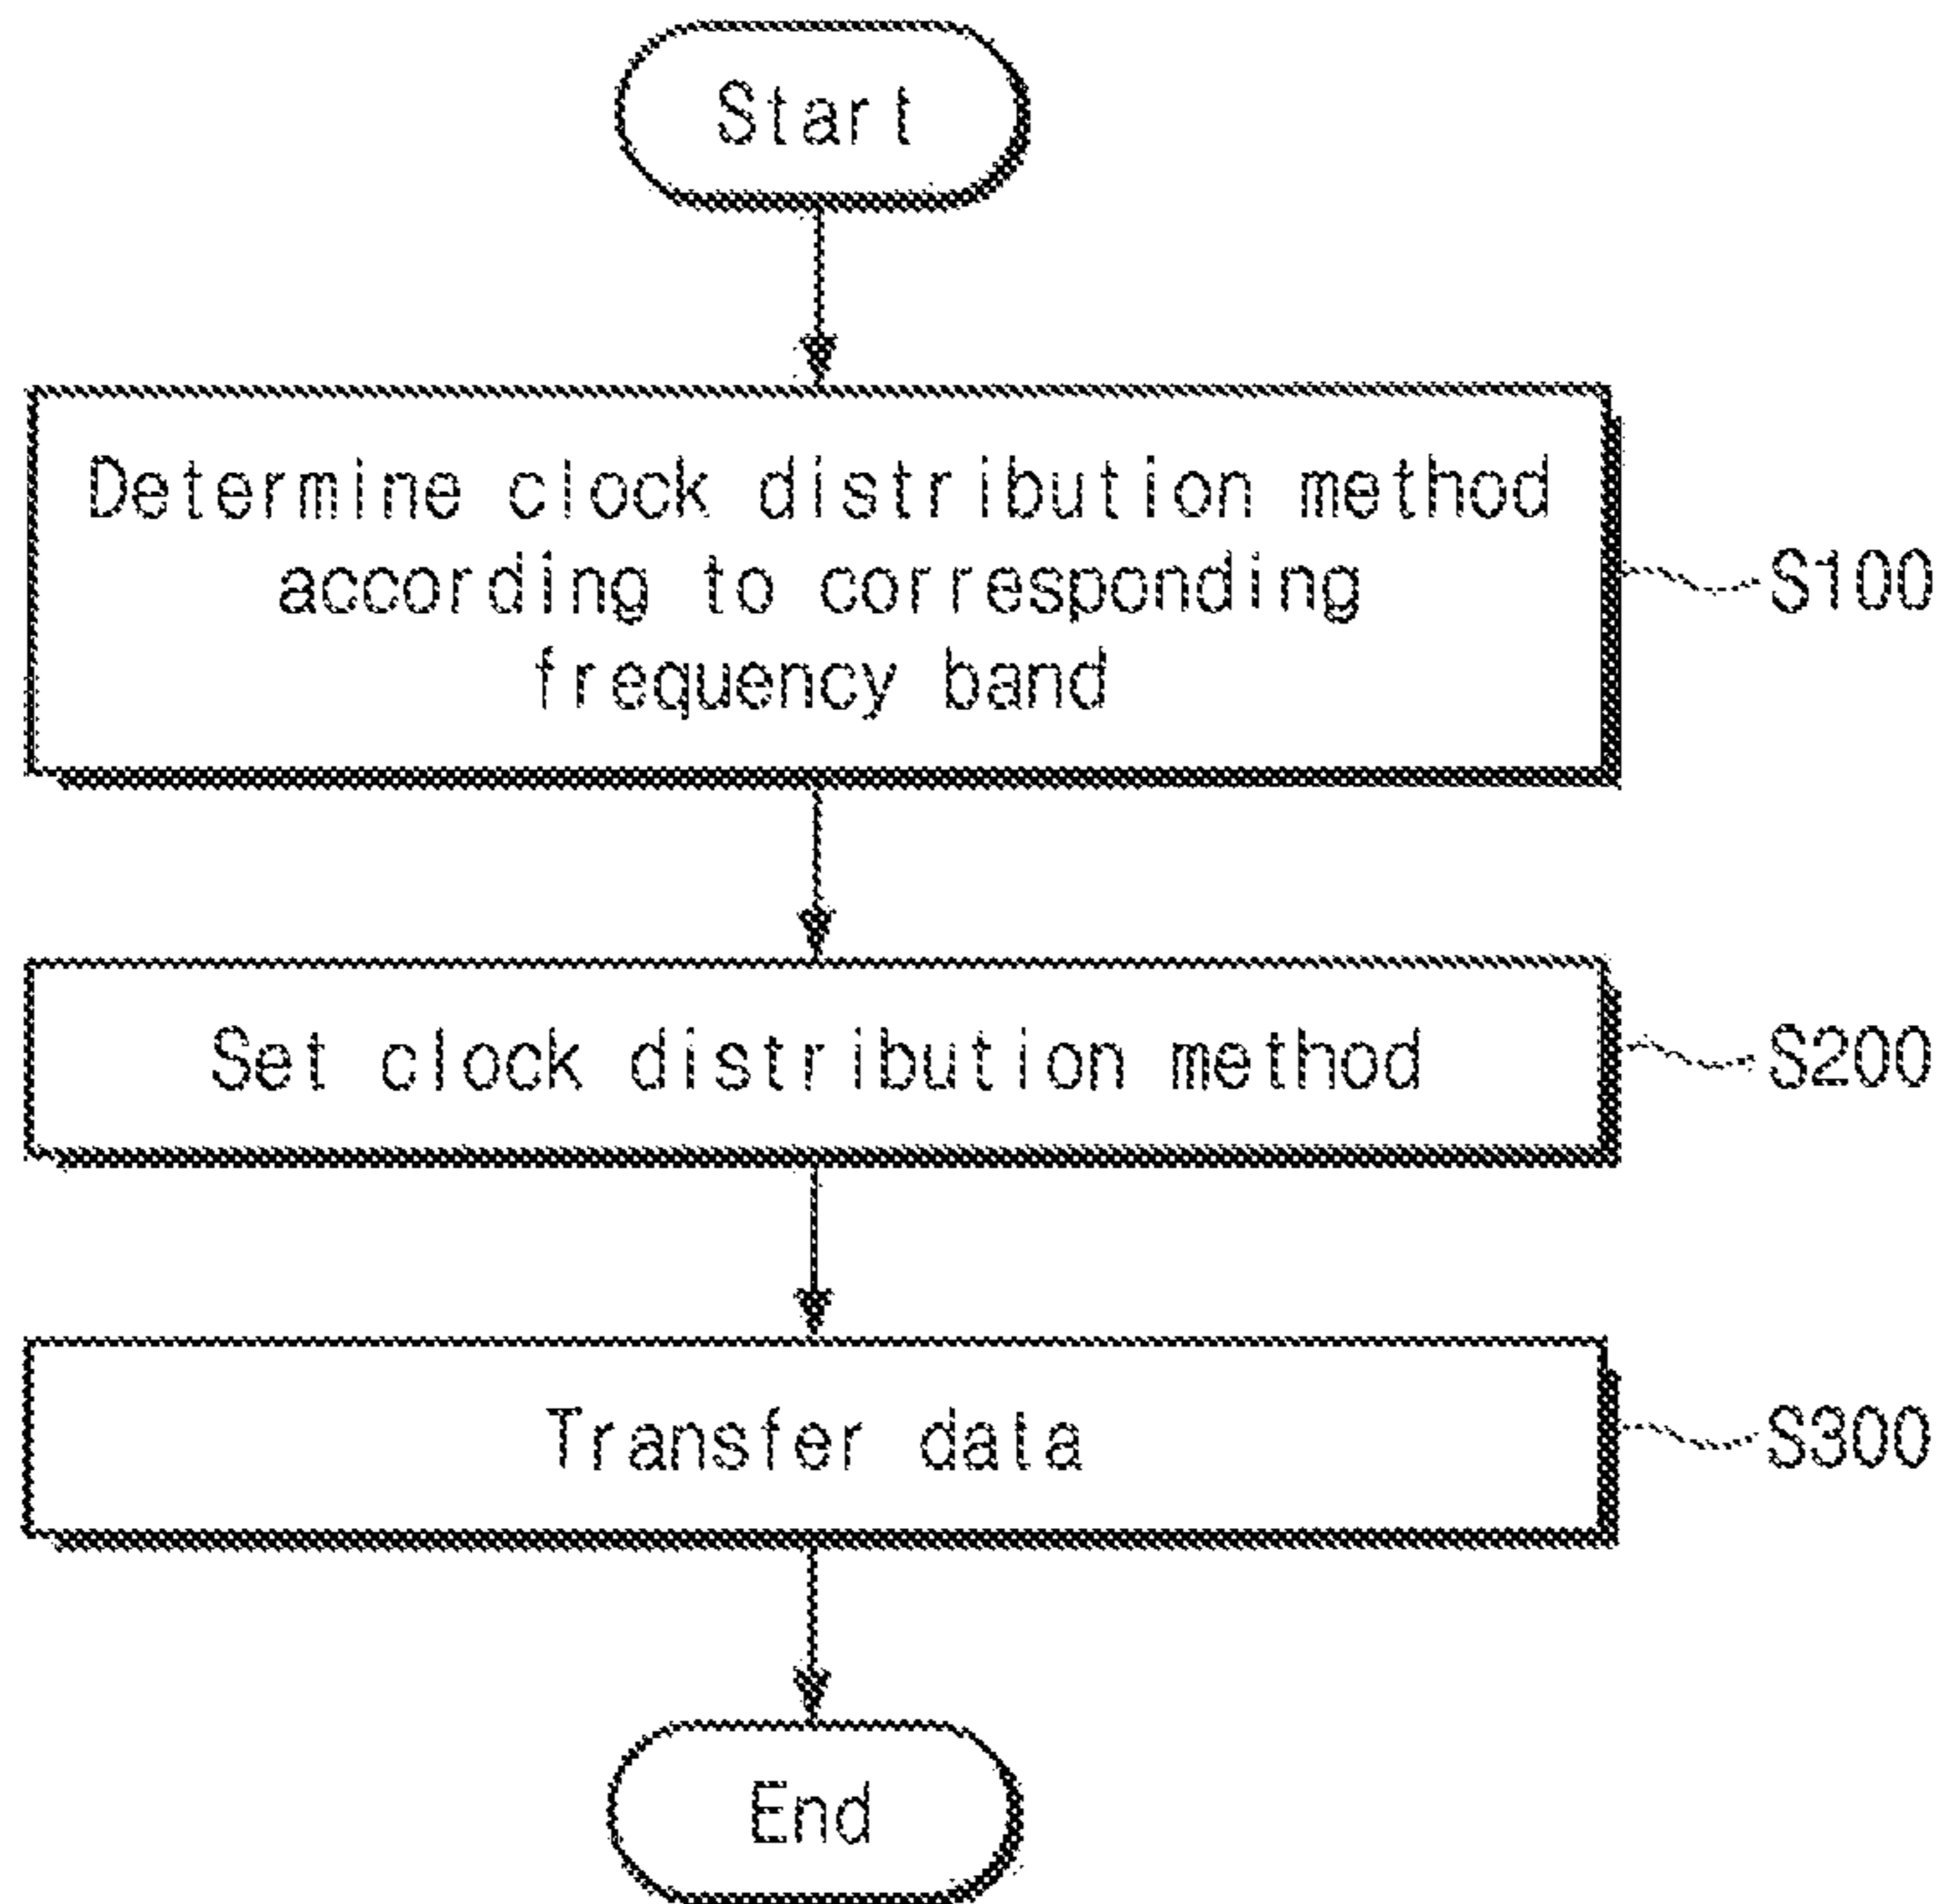 Start
Determine clock distribution method
according to corresponding
frequency band
S100
Set clock distribution method
S200
Transfer data
S300
End